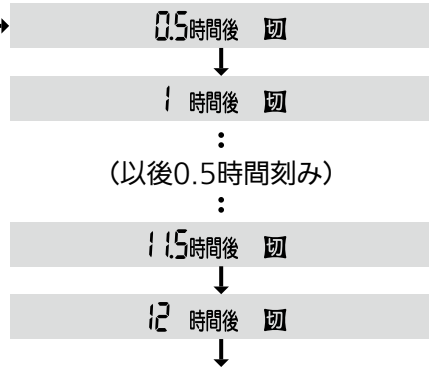 0.5時間後 切
1 時間後 切
：
（以後0.5時間刻み）
：
11.5時間後 切
12 時間後 切